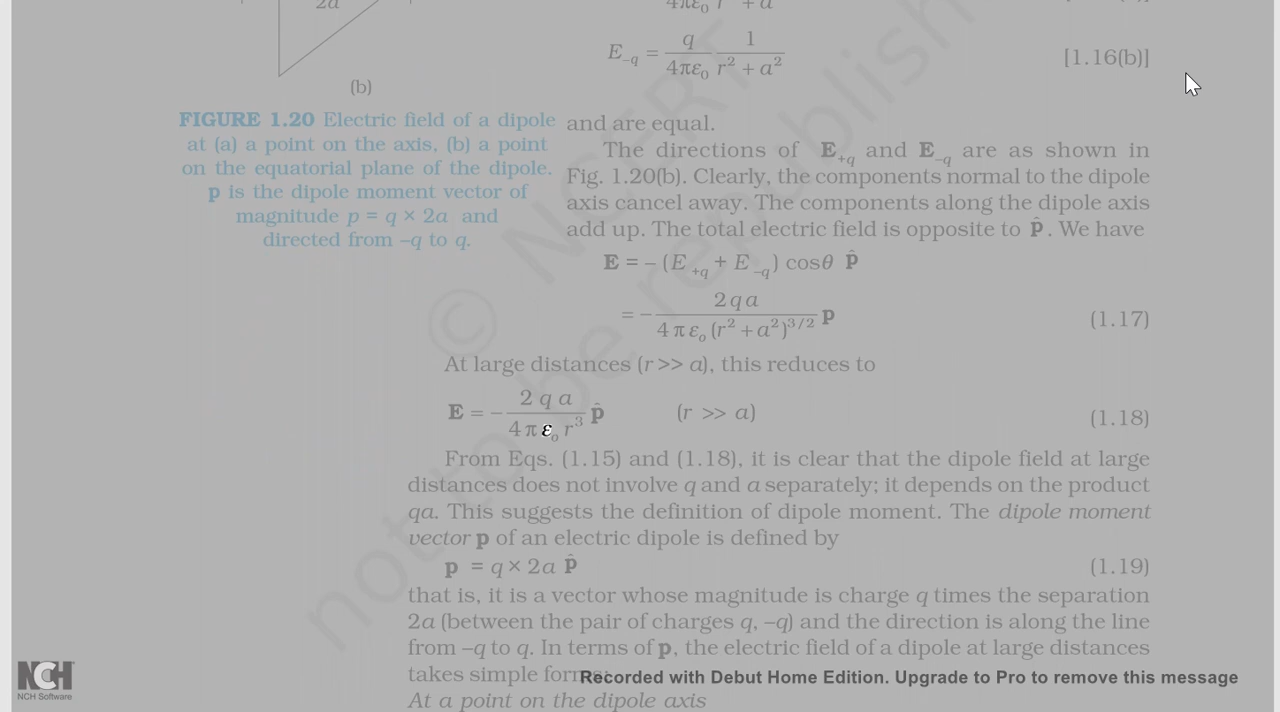 2a
4πε₀ r² + a²
E₋q = q/4πε₀ 1/r² + a² [1.16(b)]
(b)
FIGURE 1.20 Electric field of a dipole
at (a) a point on the axis, (b) a point
on the equatorial plane of the dipole.
p is the dipole moment vector of
magnitude p = q × 2a and
directed from –q to q.
and are equal.
The directions of E₊q and E₋q are as shown in
Fig. 1.20(b). Clearly, the components normal to the dipole
axis cancel away. The components along the dipole axis
add up. The total electric field is opposite to p̂. We have
E = – (E₊q + E₋q) cosθ p̂
= – 2qa / 4πεₒ(r² + a²)^3/2 p (1.17)
At large distances (r >> a), this reduces to
E = – 2qa / 4πεₒr³ p̂ (r >> a) (1.18)
From Eqs. (1.15) and (1.18), it is clear that the dipole field at large
distances does not involve q and a separately; it depends on the product
qa. This suggests the definition of dipole moment. The dipole moment
vector p of an electric dipole is defined by
p = q × 2a p̂ (1.19)
that is, it is a vector whose magnitude is charge q times the separation
2a (between the pair of charges q, –q) and the direction is along the line
from –q to q. In terms of p, the electric field of a dipole at large distances
takes simple forms:
At a point on the dipole axis
© NCERT
not to be republish
NCH
NCH Software
Recorded with Debut Home Edition. Upgrade to Pro to remove this message